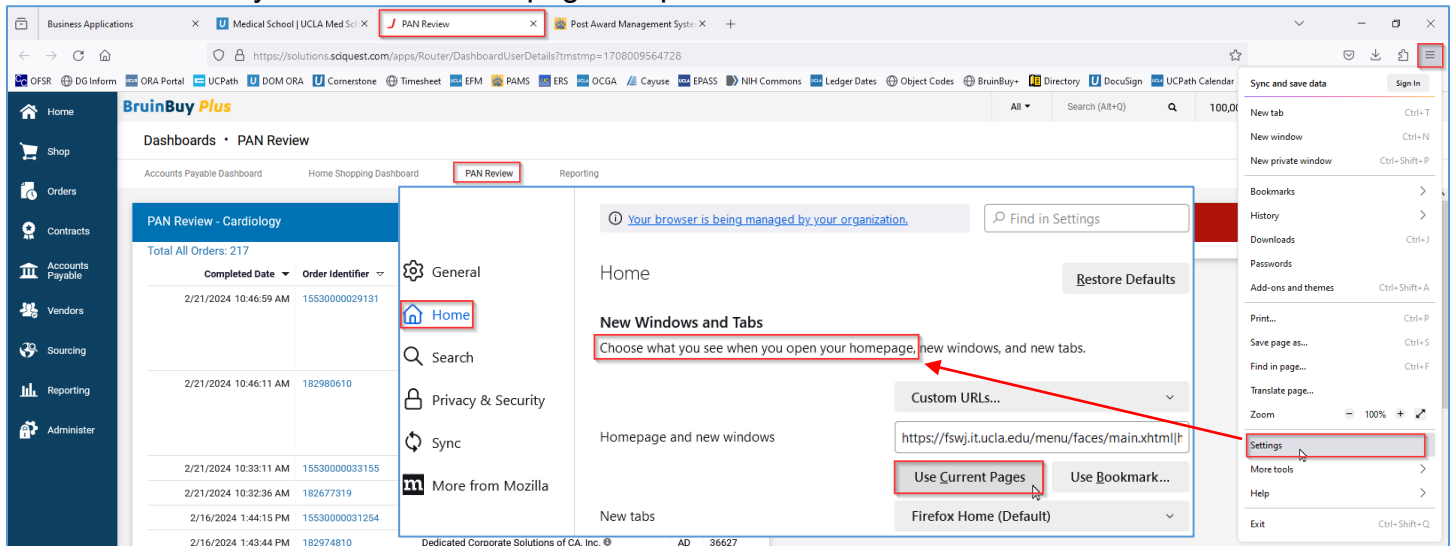 Business Applications
Medical School | UCLA Med Sch
PAN Review
Post Award Management System
https://solutions.sciquest.com/apps/Router/DashboardUserDetails?tmstmp=1708009564728
OFSR
DG Inform
ORA Portal
UCPath
DOM ORA
Cornerstone
Timesheet
EFM
PAMS
ERS
OCGA
Cayuse
EPASS
NIH Commons
Ledger Dates
Object Codes
BruinBuy+
Directory
DocuSign
UCPath Calendar
BruinBuy Plus
All
Search (Alt+Q)
100,00
Home
Shop
Orders
Contracts
Accounts
Payable
Vendors
Sourcing
Reporting
Administer
Dashboards • PAN Review
Accounts Payable Dashboard
Home Shopping Dashboard
PAN Review
Reporting
PAN Review - Cardiology
Total All Orders: 217
Completed Date
Order Identifier
2/21/2024 10:46:59 AM 15530000029131
2/21/2024 10:46:11 AM 182980610
2/21/2024 10:33:11 AM 15530000033155
2/21/2024 10:32:36 AM 182677319
2/16/2024 1:44:15 PM 15530000031254
2/16/2024 1:43:44 PM 182974810 Dedicated Corporate Solutions of CA, Inc. AD 36627
Your browser is being managed by your organization.
Find in Settings
General
Home
Search
Privacy & Security
Sync
More from Mozilla
Home
Restore Defaults
New Windows and Tabs
Choose what you see when you open your homepage, new windows, and new tabs.
Custom URLs...
Homepage and new windows
https://fswj.it.ucla.edu/menu/faces/main.xhtml|h
Use Current Pages
Use Bookmark...
New tabs
Firefox Home (Default)
Sync and save data
Sign In
New tab Ctrl+T
New window Ctrl+N
New private window Ctrl+Shift+P
Bookmarks
History
Downloads Ctrl+J
Passwords
Add-ons and themes Ctrl+Shift+A
Print... Ctrl+P
Save page as... Ctrl+S
Find in page... Ctrl+F
Translate page...
Zoom 100%
Settings
More tools
Help
Exit Ctrl+Shift+Q